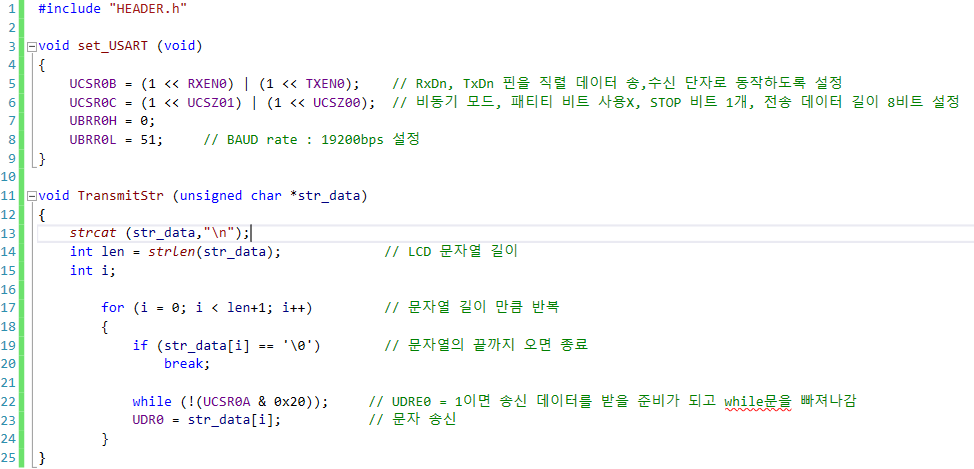 1 #include "HEADER.h"
2
3 void set_USART (void)
4 {
5 UCSR0B = (1 << RXEN0) | (1 << TXEN0); // RxDn, TxDn 핀을 직렬 데이터 송,수신 단자로 동작하도록 설정
6 UCSR0C = (1 << UCSZ01) | (1 << UCSZ00); // 비동기 모드, 패티티 비트 사용X, STOP 비트 1개, 전송 데이터 길이 8비트 설정
7 UBRR0H = 0;
8 UBRR0L = 51; // BAUD rate : 19200bps 설정
9 }
10
11 void TransmitStr (unsigned char *str_data)
12 {
13 strcat (str_data,"\n");
14 int len = strlen(str_data); // LCD 문자열 길이
15 int i;
16
17 for (i = 0; i < len+1; i++) // 문자열 길이 만큼 반복
18 {
19 if (str_data[i] == '\0') // 문자열의 끝까지 오면 종료
20 break;
21
22 while (!(UCSR0A & 0x20)); // UDRE0 = 1이면 송신 데이터를 받을 준비가 되고 while문을 빠져나감
23 UDR0 = str_data[i]; // 문자 송신
24 }
25 }